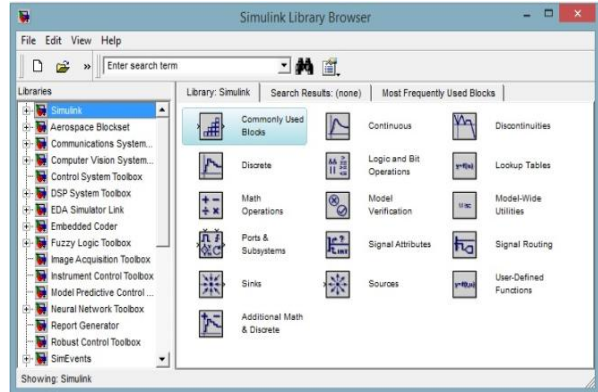 Simulink Library Browser
File Edit View Help
Enter search term
Libraries
Library: Simulink Search Results: (none) Most Frequently Used Blocks
Simulink
Aerospace Blockset
Communications System...
Computer Vision System...
Control System Toolbox
DSP System Toolbox
EDA Simulator Link
Embedded Coder
Fuzzy Logic Toolbox
Image Acquisition Toolbox
Instrument Control Toolbox
Model Predictive Control ...
Neural Network Toolbox
Report Generator
Robust Control Toolbox
SimEvents
Commonly Used
Blocks
Continuous
Discontinuities
Discrete
Logic and Bit
Operations
Lookup Tables
Math
Operations
Model
Verification
Model-Wide
Utilities
Ports &
Subsystems
Signal Attributes
Signal Routing
Sinks
Sources
User-Defined
Functions
Additional Math
& Discrete
Showing: Simulink